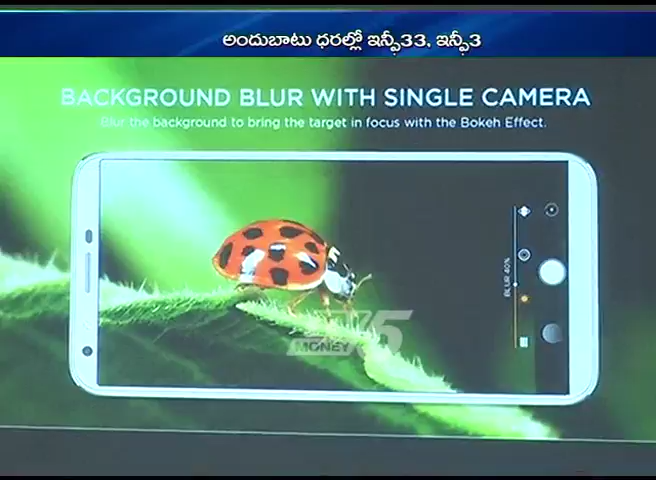 అందుబాటు ధరల్లో ఇన్ఫీ33, ఇన్ఫీ3
BACKGROUND BLUR WITH SINGLE CAMERA
Blur the background to bring the target in focus with the Bokeh Effect.
BLUR 40%
TV5
MONEY